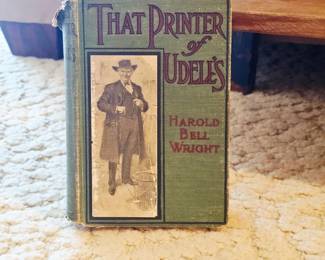 THAT PRINTER
of
UDELL'S
HAROLD
BELL
WRIGHT